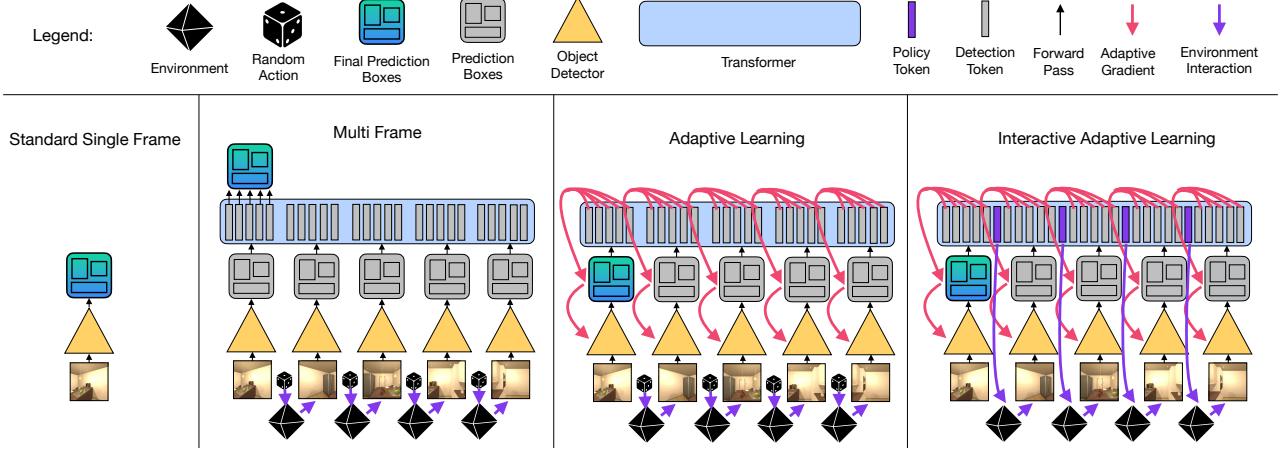 Legend:
Environment
Random
Action
Final Prediction
Boxes
Prediction
Boxes
Object
Detector
Transformer
Policy
Token
Detection
Token
Forward
Pass
Adaptive
Gradient
Environment
Interaction
Standard Single Frame
Multi Frame
Adaptive Learning
Interactive Adaptive Learning